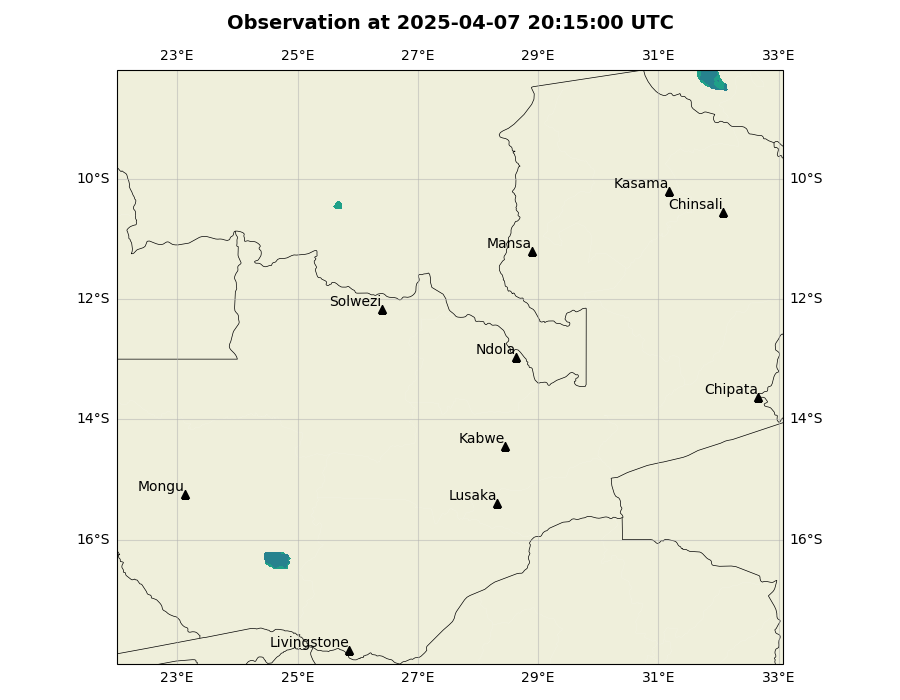 Observation at 2025-04-07 20:15:00 UTC
23°E 25°E 27°E 29°E 31°E 33°E
10°S 10°S
Kasama
Chinsali
Mansa
12°S 12°S
Solwezi
Ndola
Chipata
14°S 14°S
Kabwe
Mongu
Lusaka
16°S 16°S
Livingstone
23°E 25°E 27°E 29°E 31°E 33°E